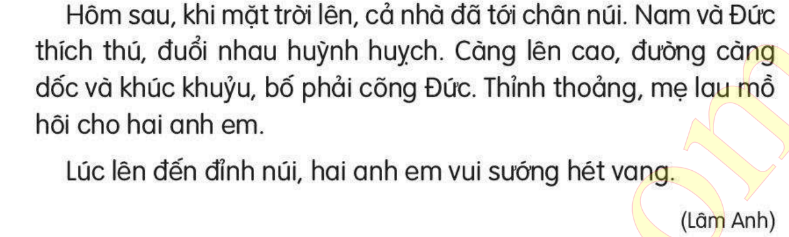 Hôm sau, khi mặt trời lên, cả nhà đã tới chân núi. Nam và Đức
thích thú, đuổi nhau huỳnh huỵch. Càng lên cao, đường càng
dốc và khúc khuỷu, bố phải cõng Đức. Thỉnh thoảng, mẹ lau mồ
hôi cho hai anh em.
Lúc lên đến đỉnh núi, hai anh em vui sướng hét vang.
(Lâm Anh)
om